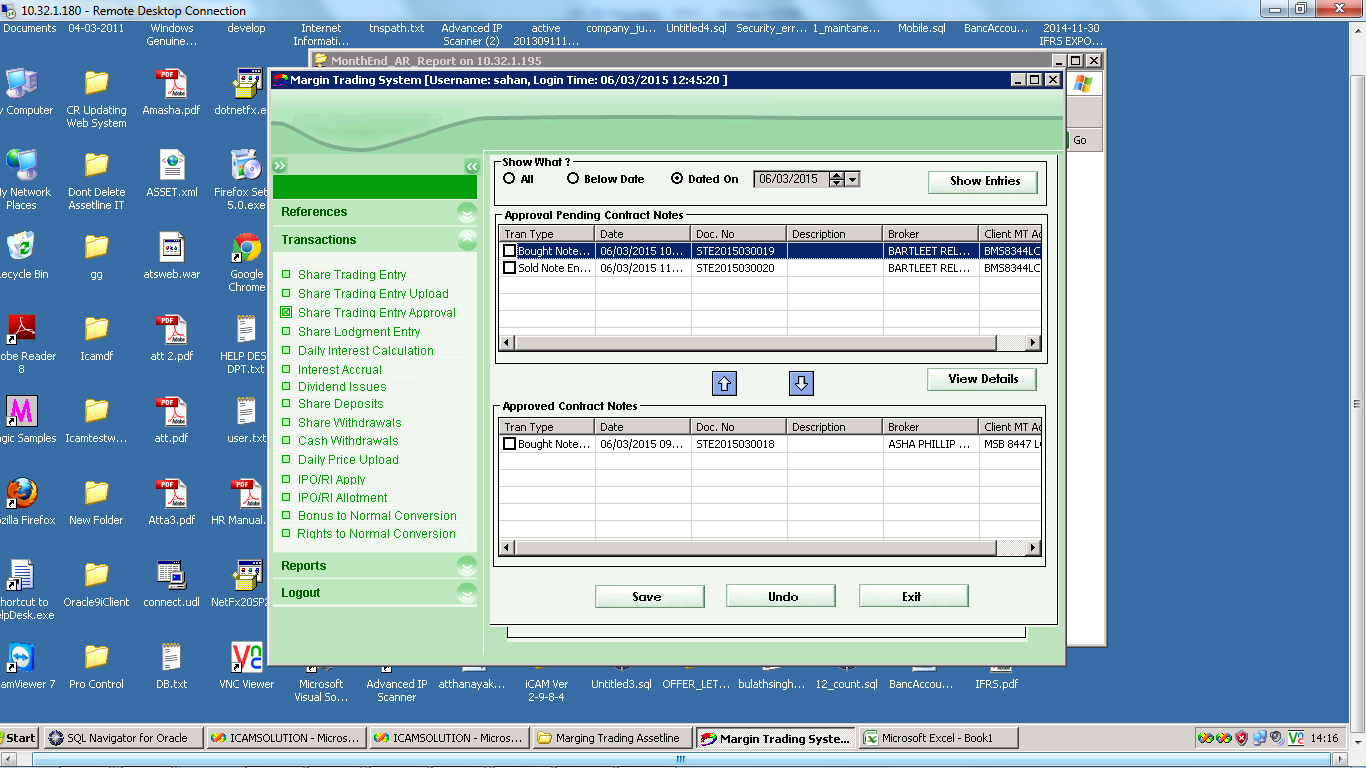 10.32.1.180 - Remote Desktop Connection
Documents 04-03-2011 Windows Genuine... develop Internet Informati... tnspath.txt Advanced IP Scanner (2) active 201309111... company_ju... Untitled4.sql Security_err... 1_maintane... Mobile.sql BancAccou... 2014-11-30 IFRS EXPO...
MonthEnd_AR_Report on 10.32.1.195
Margin Trading System [Username: sahan, Login Time: 06/03/2015 12:45:20 ]
Go
y Computer
CR Updating Web System
Amasha.pdf
dotnetfx.e
My Network Places
Dont Delete Assetline IT
ASSET.xml
Firefox Set 5.0.exe
ecycle Bin
gg
atsweb.war
Google Chrome
obe Reader 8
Icamdf
att 2.pdf
HELP DES DPT.txt
gic Samples
Icamtestw...
att.pdf
user.txt
ozilla Firefox
New Folder
Atta3.pdf
HR Manual.
hortcut to lpDesk.exe
Oracle9iClient
connect.udl
NetFx20SP2
amViewer 7
Pro Control
DB.txt
VNC Viewer
References
Transactions
Share Trading Entry
Share Trading Entry Upload
Share Trading Entry Approval
Share Lodgment Entry
Daily Interest Calculation
Interest Accrual
Dividend Issues
Share Deposits
Share Withdrawals
Cash Withdrawals
Daily Price Upload
IPO/RI Apply
IPO/RI Allotment
Bonus to Normal Conversion
Rights to Normal Conversion
Reports
Logout
Show What ?
All Below Date Dated On 06/03/2015 Show Entries
Approval Pending Contract Notes
Tran Type Date Doc. No Description Broker Client MT Ac
Bought Note... 06/03/2015 10... STE2015030019 BARTLEET REL... BMS8344LC
Sold Note En... 06/03/2015 11... STE2015030020 BARTLEET REL... BMS8344LC
View Details
Approved Contract Notes
Tran Type Date Doc. No Description Broker Client MT Ac
Bought Note... 06/03/2015 09... STE2015030018 ASHA PHILLIP ... MSB 8447 L
Save Undo Exit
Microsoft Visual So... Advanced IP Scanner atthanayak... iCAM Ver 2-9-8-4 Untitled3.sql OFFER_LET... bulathsingh... 12_count.sql BancAccou... IFRS.pdf
Start SQL Navigator for Oracle ICAMSOLUTION - Micros... ICAMSOLUTION - Micros... Marging Trading Assetline Margin Trading Syste... Microsoft Excel - Book1 14:16